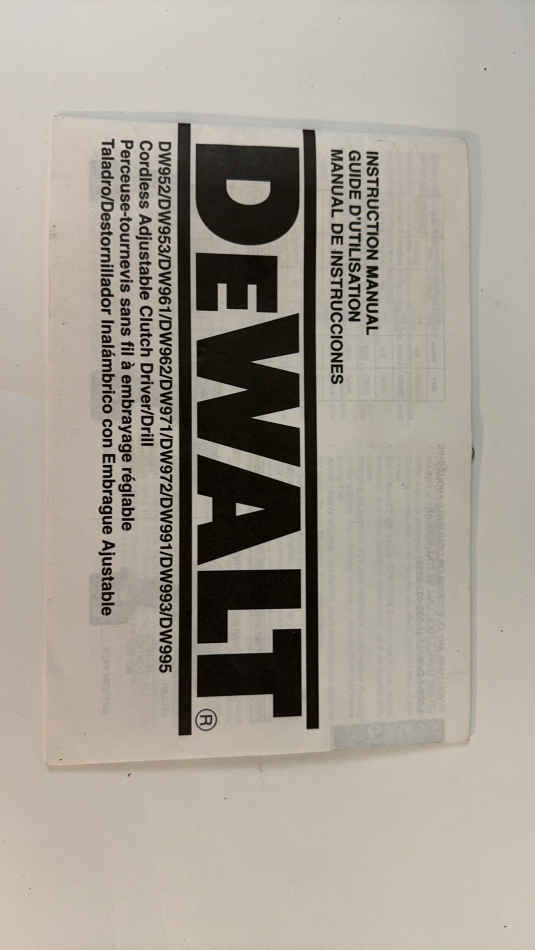 INSTRUCTION MANUAL
GUIDE D'UTILISATION
MANUAL DE INSTRUCCIONES
DEWALT®
DW952/DW953/DW961/DW962/DW971/DW972/DW991/DW993/DW995
Cordless Adjustable Clutch Driver/Drill
Perceuse-tournevis sans fil à embrayage réglable
Taladro/Destornillador Inalámbrico con Embrague Ajustable